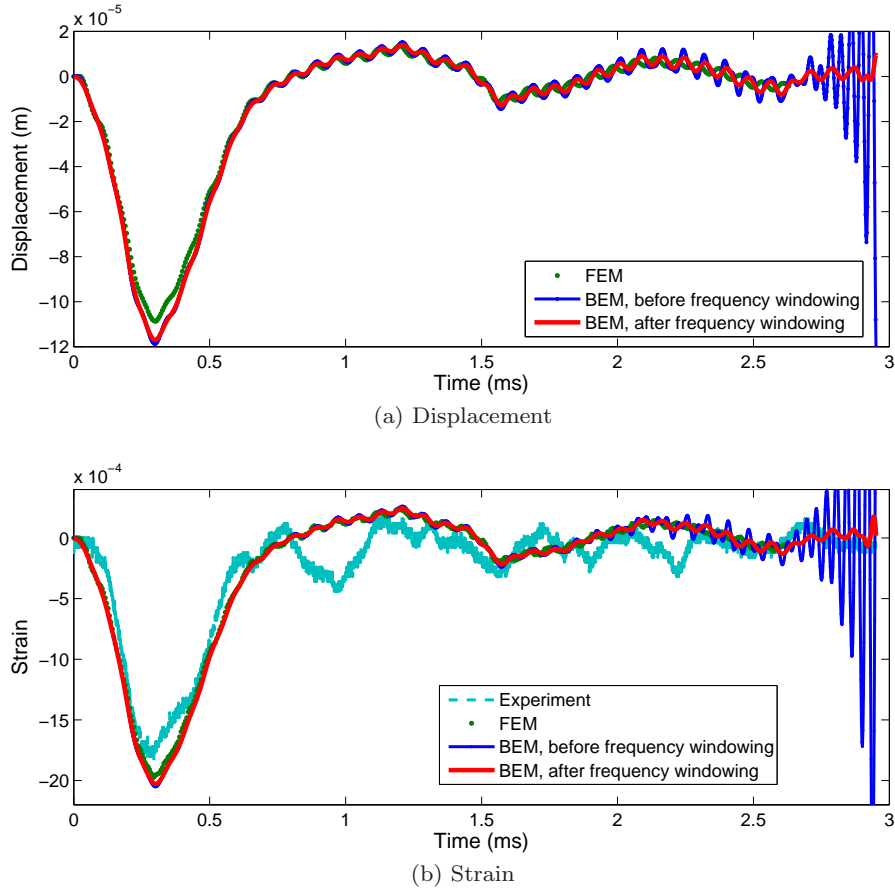 x 10⁻⁵
2
0
−2
−4
−6
−8
−10
−12
Displacement (m)
FEM
BEM, before frequency windowing
BEM, after frequency windowing
0 0.5 1 1.5 2 2.5 3
Time (ms)
(a) Displacement
x 10⁻⁴
0
−5
−10
−15
−20
Strain
Experiment
FEM
BEM, before frequency windowing
BEM, after frequency windowing
0 0.5 1 1.5 2 2.5 3
Time (ms)
(b) Strain